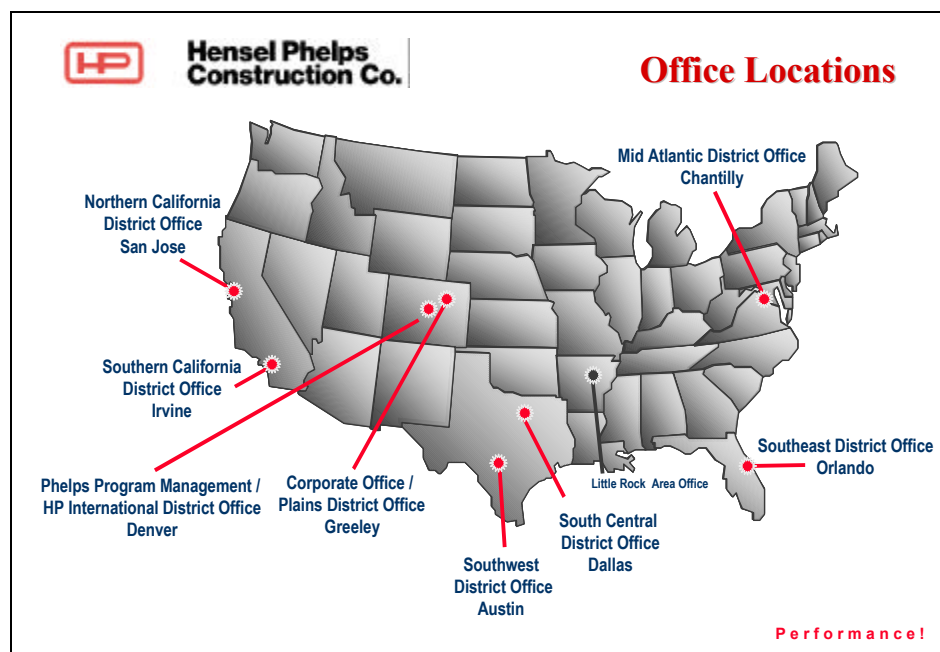 HP
Hensel Phelps
Construction Co.
Office Locations
Mid Atlantic District Office
Chantilly
Northern California
District Office
San Jose
Southern California
District Office
Irvine
Southeast District Office
Orlando
Phelps Program Management /
HP International District Office
Denver
Corporate Office /
Plains District Office
Greeley
Little Rock Area Office
South Central
District Office
Dallas
Southwest
District Office
Austin
Performance!